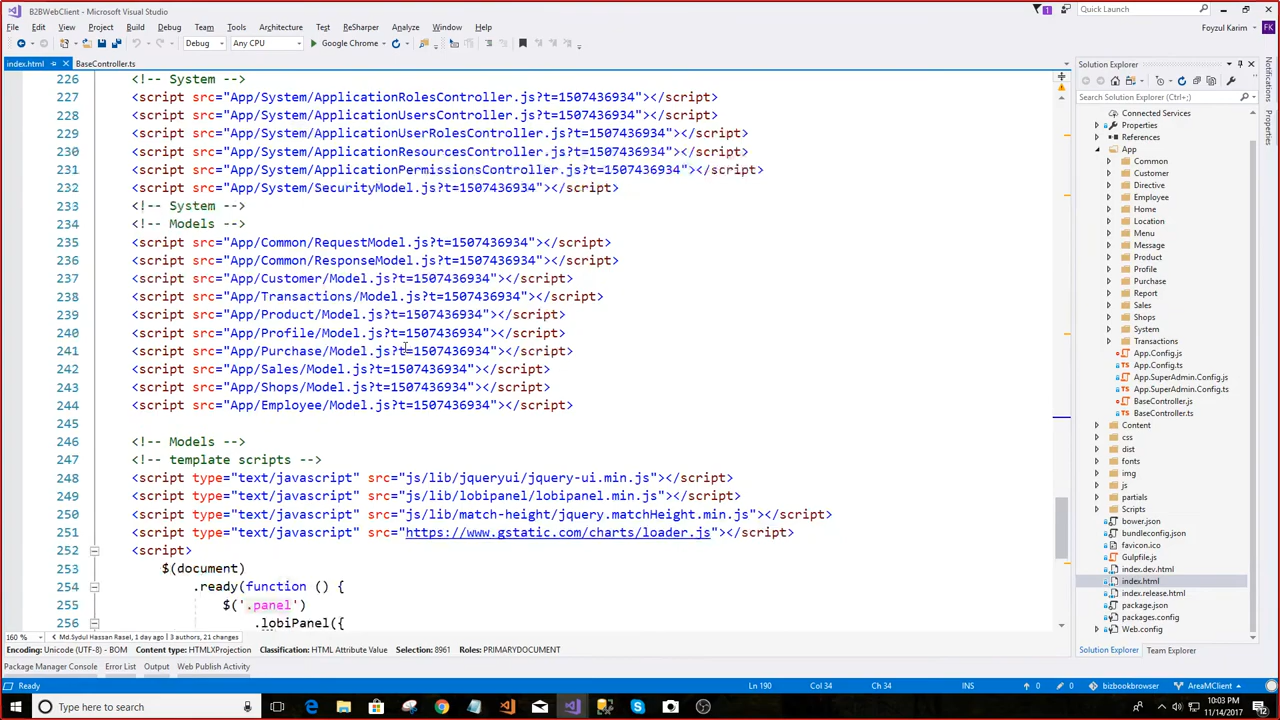 B2BWebClient - Microsoft Visual Studio
1
Quick Launch
File Edit View Project Build Debug Team Tools Architecture Test ReSharper Analyze Window Help
Foyzul Karim FK
Debug Any CPU Google Chrome
index.html BaseController.ts
226 <!-- System -->
227 <script src="App/System/ApplicationRolesController.js?t=1507436934"></script>
228 <script src="App/System/ApplicationUsersController.js?t=1507436934"></script>
229 <script src="App/System/ApplicationUserRolesController.js?t=1507436934"></script>
230 <script src="App/System/ApplicationResourcesController.js?t=1507436934"></script>
231 <script src="App/System/ApplicationPermissionsController.js?t=1507436934"></script>
232 <script src="App/System/SecurityModel.js?t=1507436934"></script>
233 <!-- System -->
234 <!-- Models -->
235 <script src="App/Common/RequestModel.js?t=1507436934"></script>
236 <script src="App/Common/ResponseModel.js?t=1507436934"></script>
237 <script src="App/Customer/Model.js?t=1507436934"></script>
238 <script src="App/Transactions/Model.js?t=1507436934"></script>
239 <script src="App/Product/Model.js?t=1507436934"></script>
240 <script src="App/Profile/Model.js?t=1507436934"></script>
241 <script src="App/Purchase/Model.js?t=1507436934"></script>
242 <script src="App/Sales/Model.js?t=1507436934"></script>
243 <script src="App/Shops/Model.js?t=1507436934"></script>
244 <script src="App/Employee/Model.js?t=1507436934"></script>
245
246 <!-- Models -->
247 <!-- template scripts -->
248 <script type="text/javascript" src="js/lib/jqueryui/jquery-ui.min.js"></script>
249 <script type="text/javascript" src="js/lib/lobipanel/lobipanel.min.js"></script>
250 <script type="text/javascript" src="js/lib/match-height/jquery.matchHeight.min.js"></script>
251 <script type="text/javascript" src="https://www.gstatic.com/charts/loader.js"></script>
252 <script>
253 $(document)
254 .ready(function () {
255 $('.panel')
256 .lobiPanel({
160 % Md.Sydul Hassan Rasel, 1 day ago | 3 authors, 21 changes
Encoding: Unicode (UTF-8) - BOM Content type: HTMLXProjection Classification: HTML Attribute Value Selection: 8961 Roles: PRIMARYDOCUMENT
Package Manager Console Error List Output Web Publish Activity
Solution Explorer
Search Solution Explorer (Ctrl+;)
Connected Services
Properties
References
App
Common
Customer
Directive
Employee
Home
Location
Menu
Message
Product
Profile
Purchase
Report
Sales
Shops
System
Transactions
App.Config.js
App.Config.ts
App.SuperAdmin.Config.js
App.SuperAdmin.Config.ts
BaseController.js
BaseController.ts
Content
css
dist
fonts
img
js
partials
Scripts
bower.json
bundleconfig.json
favicon.ico
Gulpfile.js
index.dev.html
index.html
index.release.html
package.json
packages.config
Web.config
Solution Explorer Team Explorer
Notifications
Properties
Ready Ln 190 Col 34 Ch 34 INS 0 0 bizbookbrowser AreaMClient
Type here to search
10:03 PM
11/14/2017